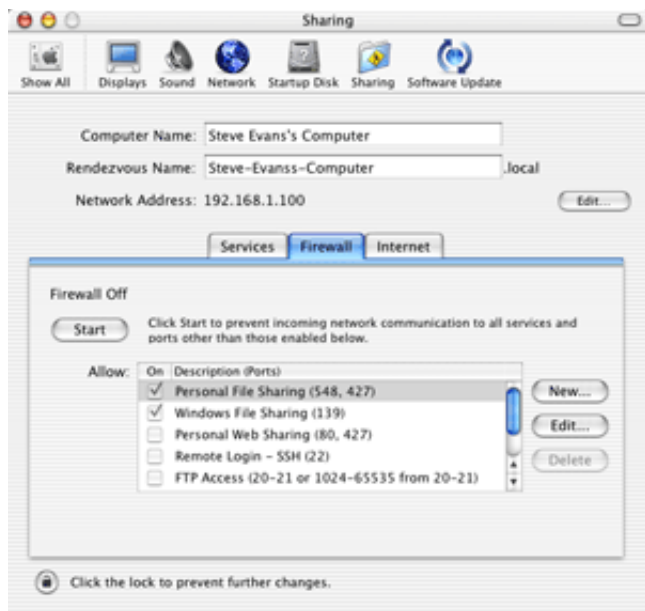 Sharing
Show All Displays Sound Network Startup Disk Sharing Software Update
Computer Name: Steve Evans's Computer
Rendezvous Name: Steve-Evanss-Computer .local
Network Address: 192.168.1.100 Edit...
Services Firewall Internet
Firewall Off
Start Click Start to prevent incoming network communication to all services and
ports other than those enabled below.
Allow: On Description (Ports)
Personal File Sharing (548, 427) New...
Windows File Sharing (139)
Edit...
Personal Web Sharing (80, 427)
Remote Login - SSH (22) Delete
FTP Access (20-21 or 1024-65535 from 20-21)
Click the lock to prevent further changes.